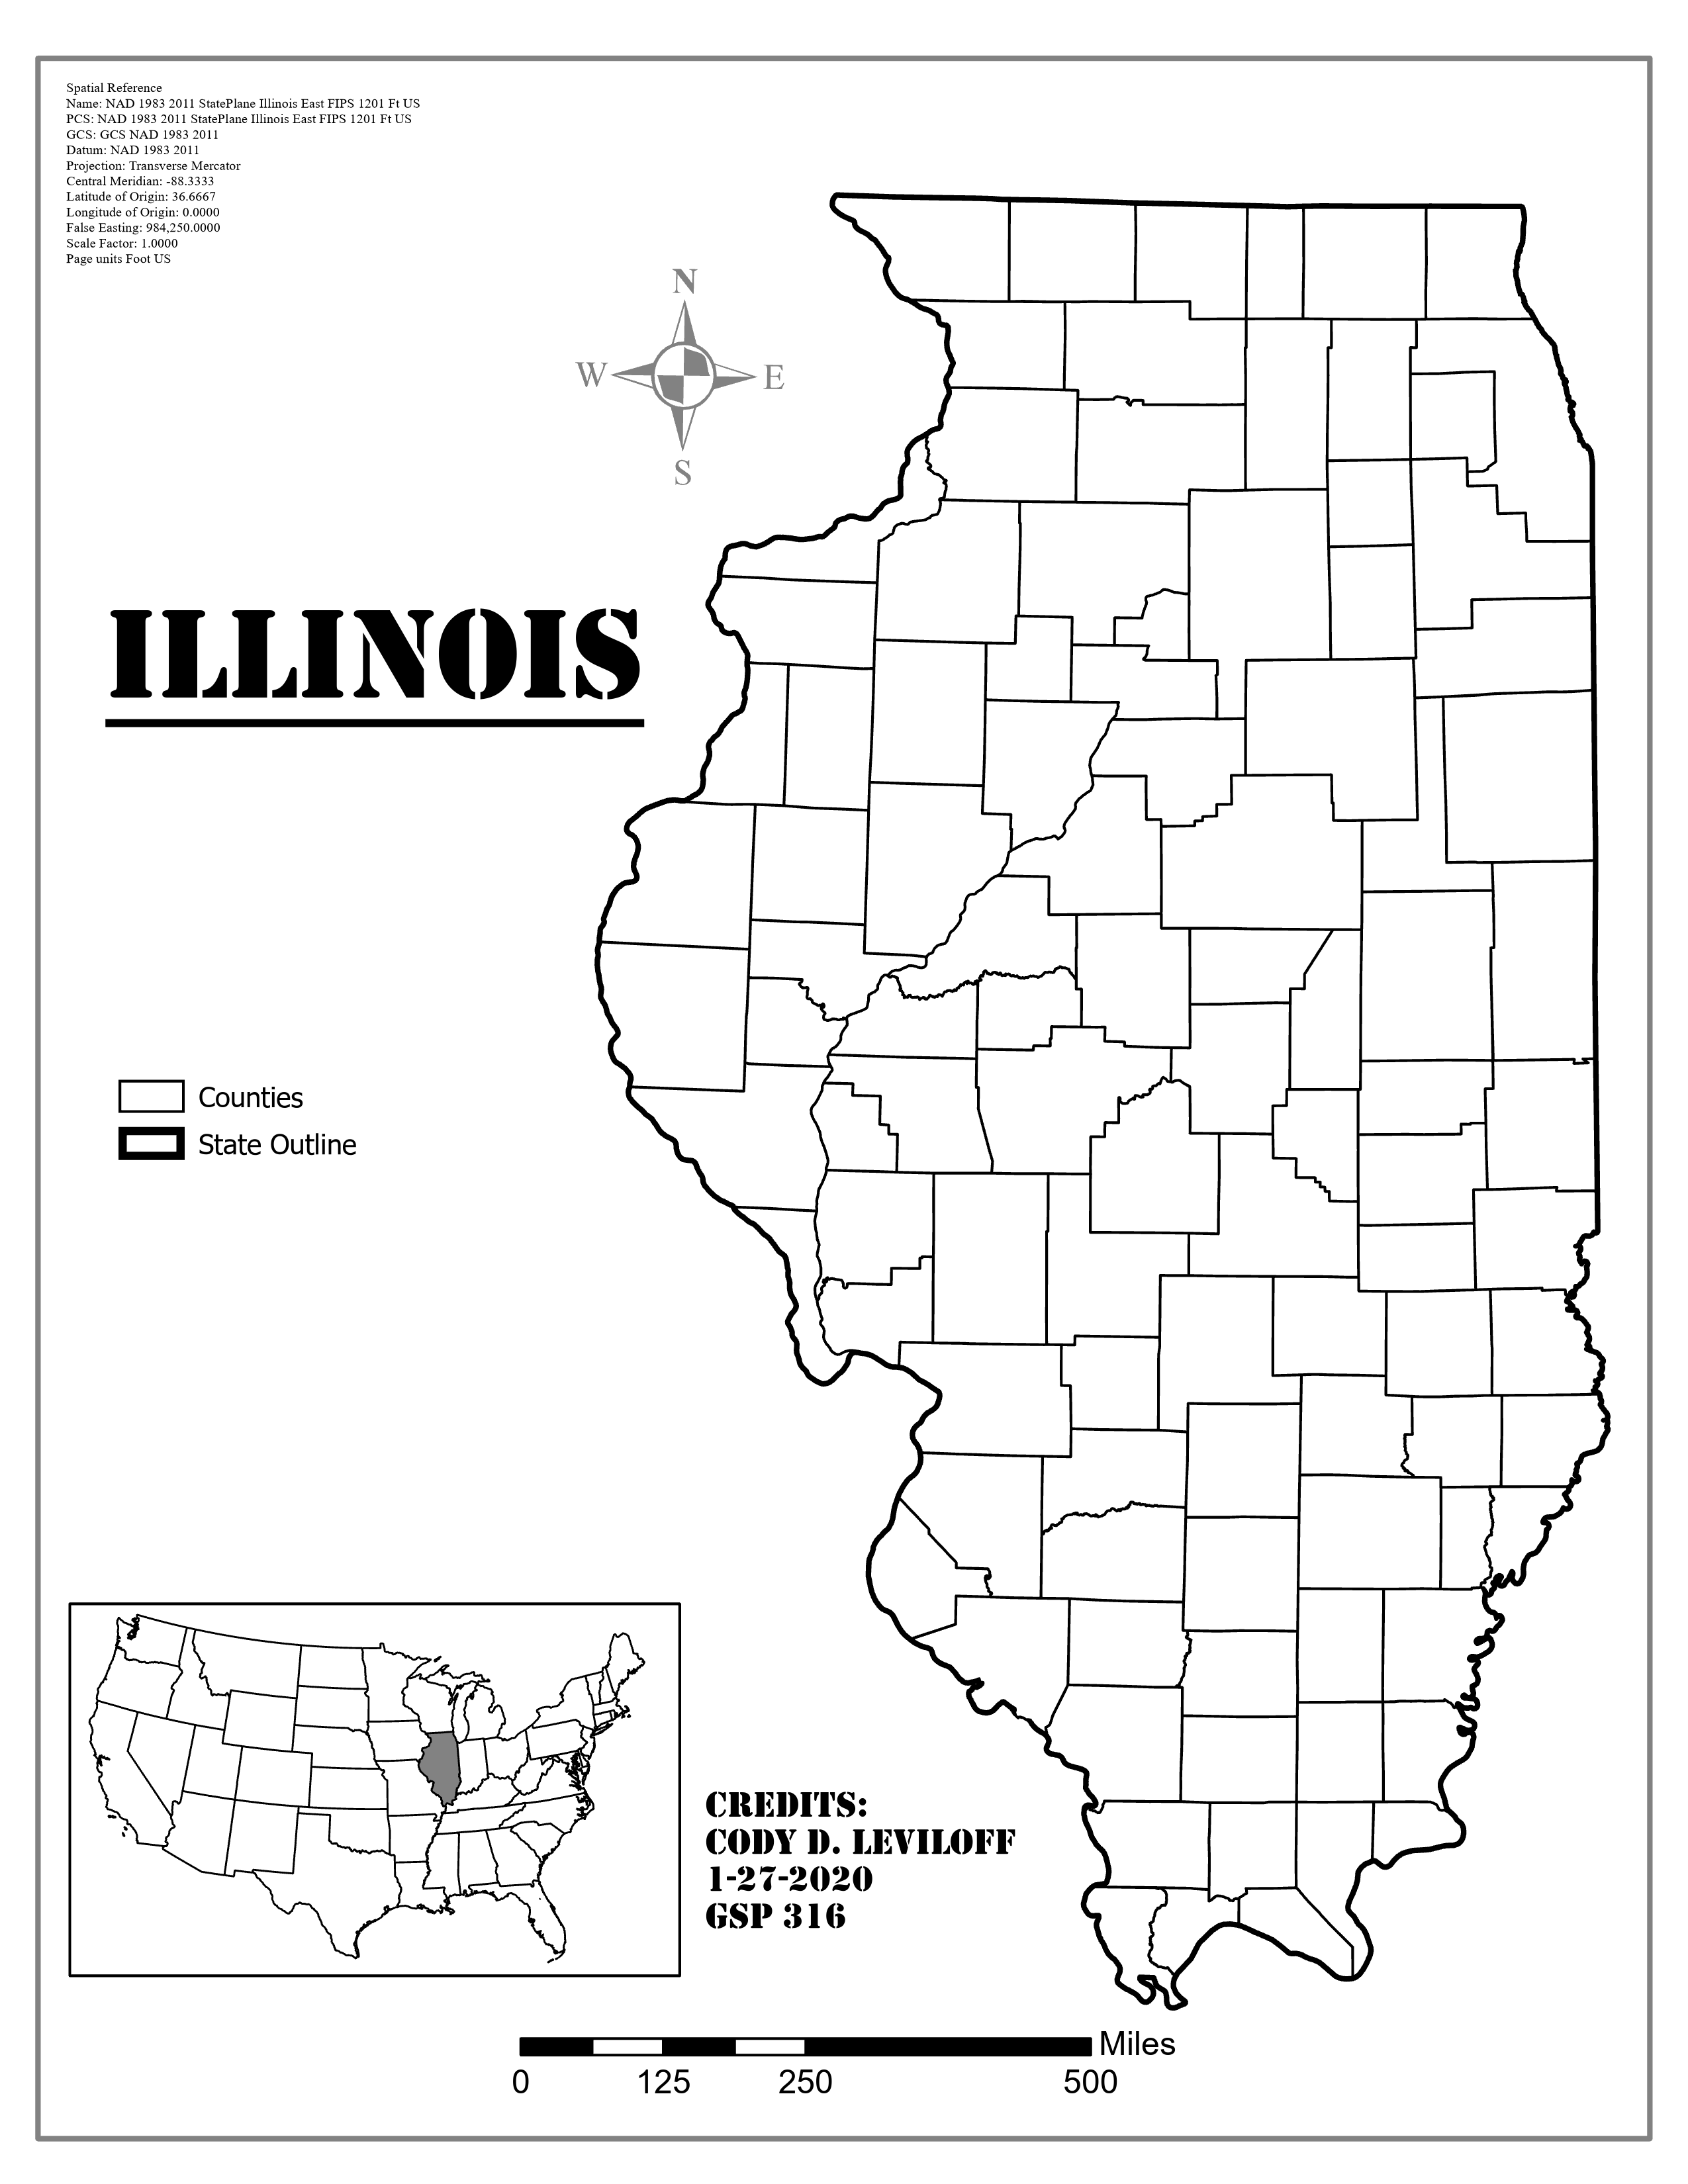 Spatial Reference
Name: NAD 1983 2011 StatePlane Illinois East FIPS 1201 Ft US
PCS: NAD 1983 2011 StatePlane Illinois East FIPS 1201 Ft US
GCS: GCS NAD 1983 2011
Datum: NAD 1983 2011
Projection: Transverse Mercator
Central Meridian: -88.3333
Latitude of Origin: 36.6667
Longitude of Origin: 0.0000
False Easting: 984,250.0000
Scale Factor: 1.0000
Page units Foot US
N
W E
S
ILLINOIS
Counties
State Outline
CREDITS:
CODY D. LEVILOFF
1-27-2020
GSP 316
Miles
0 125 250 500